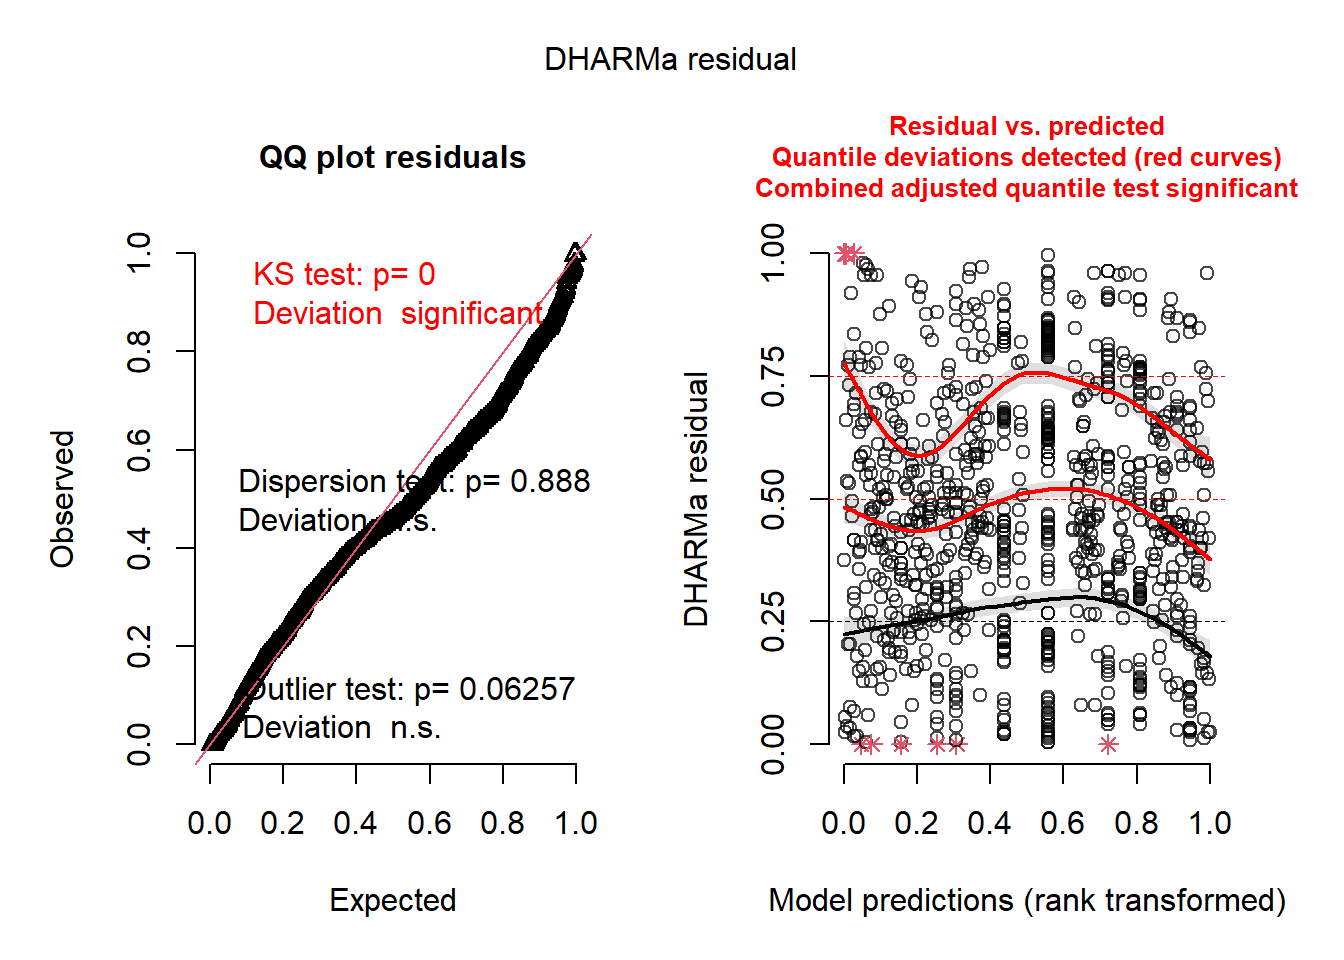 DHARMa residual
QQ plot residuals
KS test: p= 0
Deviation  significant
Dispersion test: p= 0.888
Deviation  n.s.
Outlier test: p= 0.06257
Deviation  n.s.
Observed
0.0 0.2 0.4 0.6 0.8 1.0
0.0 0.2 0.4 0.6 0.8 1.0
Expected
Residual vs. predicted
Quantile deviations detected (red curves)
Combined adjusted quantile test significant
DHARMa residual
0.00 0.25 0.50 0.75 1.00
0.0 0.2 0.4 0.6 0.8 1.0
Model predictions (rank transformed)